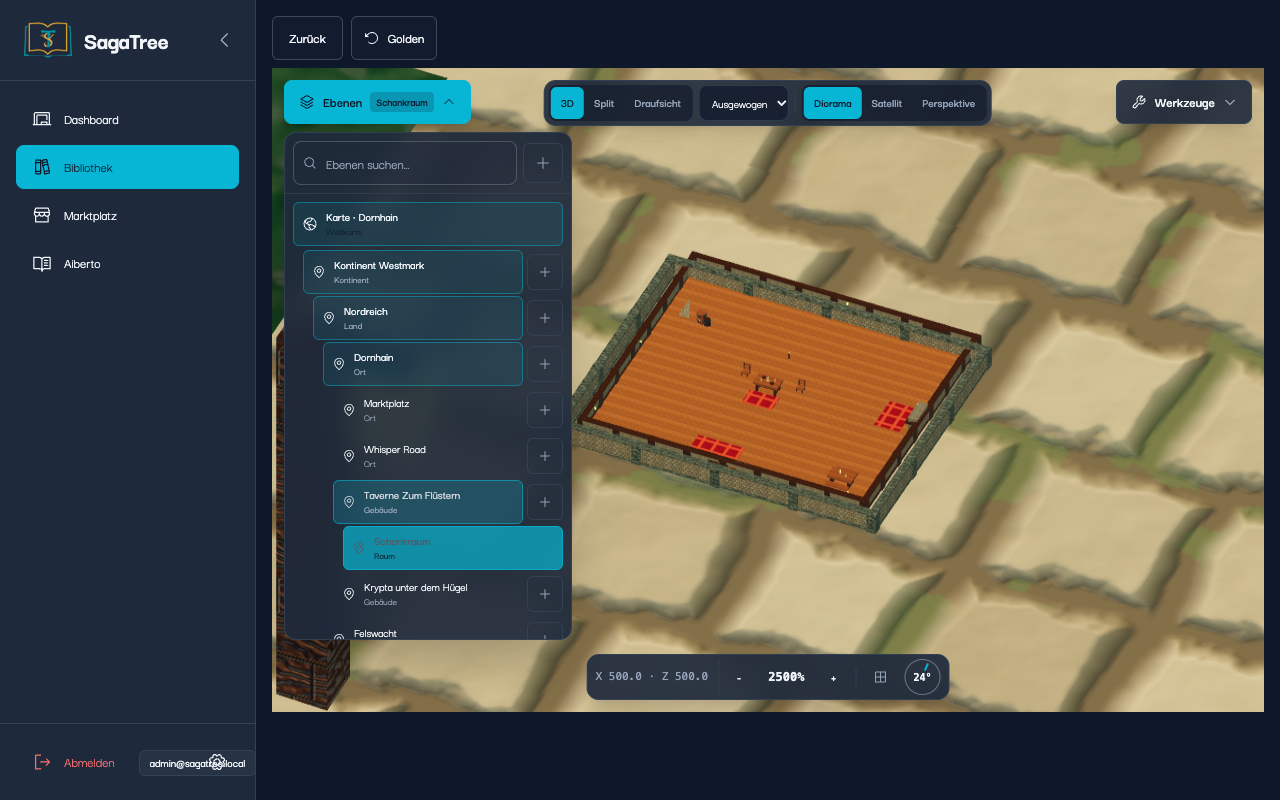 SagaTree
Zurück
Golden
Dashboard
Bibliothek
Marktplatz
Alberto
Abmelden
Ebenen
Schankraum
3D
Split
Draufsicht
Ausgewogen
Diorama
Satellit
Perspektive
Werkzeuge
Ebenen suchen...
Karte · Dornhain
Weltkarte
Kontinent Westmark
Kontinent
Nordreich
Land
Dornhain
Ort
Marktplatz
Ort
Whisper Road
Ort
Taverne Zum Flüstern
Gebäude
Schankraum
Raum
Krypta unter dem Hügel
Gebäude
Felswacht
X 500.0 · Z 500.0
-
2500%
+
24°